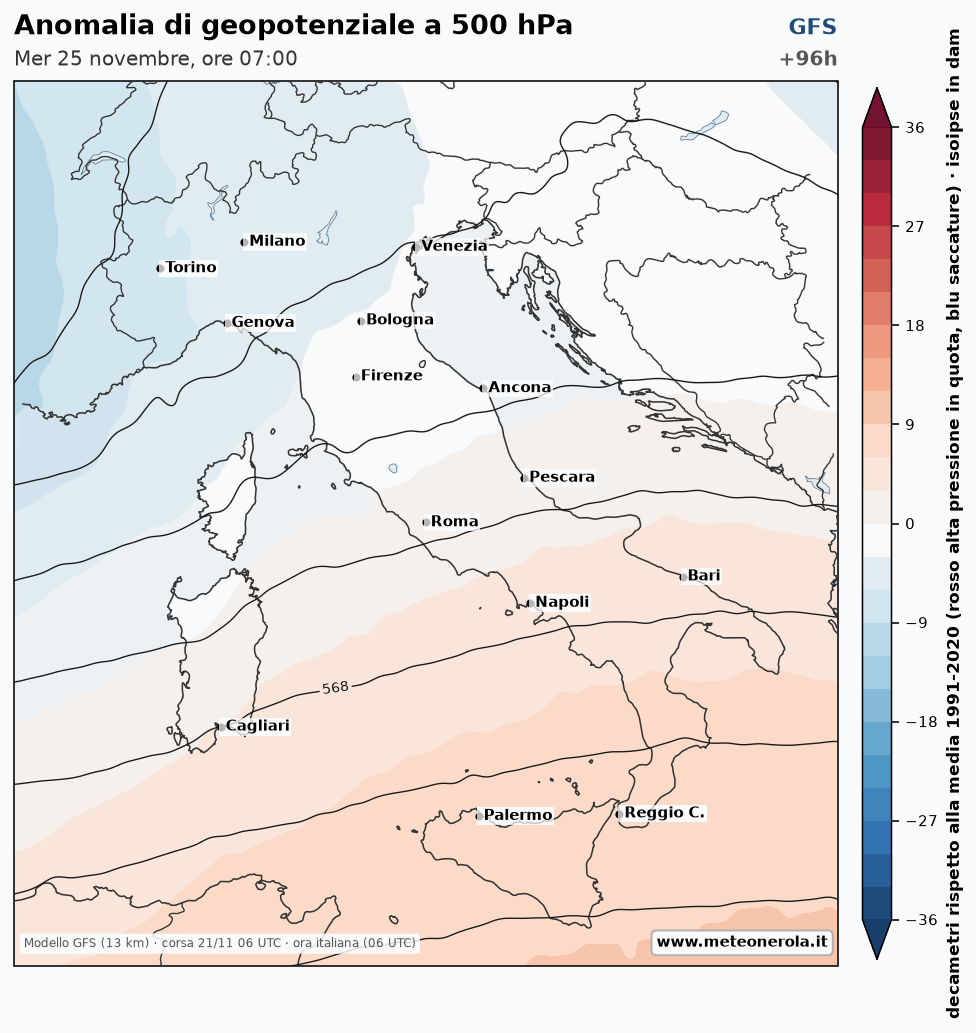 Anomalia di geopotenziale a 500 hPa
GFS
Mer 25 novembre, ore 07:00
+96h
Milano
Venezia
Torino
Genova
Bologna
Firenze
Ancona
Pescara
Roma
Bari
Napoli
568
Cagliari
Palermo
Reggio C.
Modello GFS (13 km) · corsa 21/11 06 UTC · ora italiana (06 UTC)
www.meteonerola.it
36
27
18
9
0
−9
−18
−27
−36
decametri rispetto alla media 1991-2020 (rosso alta pressione in quota, blu saccature) · isoipse in dam